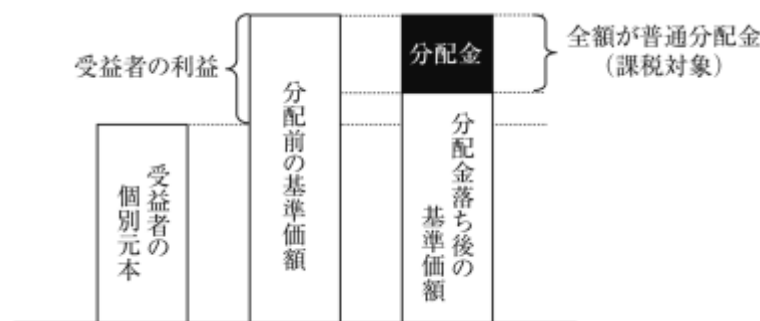 受益者の利益
受益者の
個別元本
分配前の基準価額
分配金
分配金落ち後の
基準価額
全額が普通分配金
（課税対象）